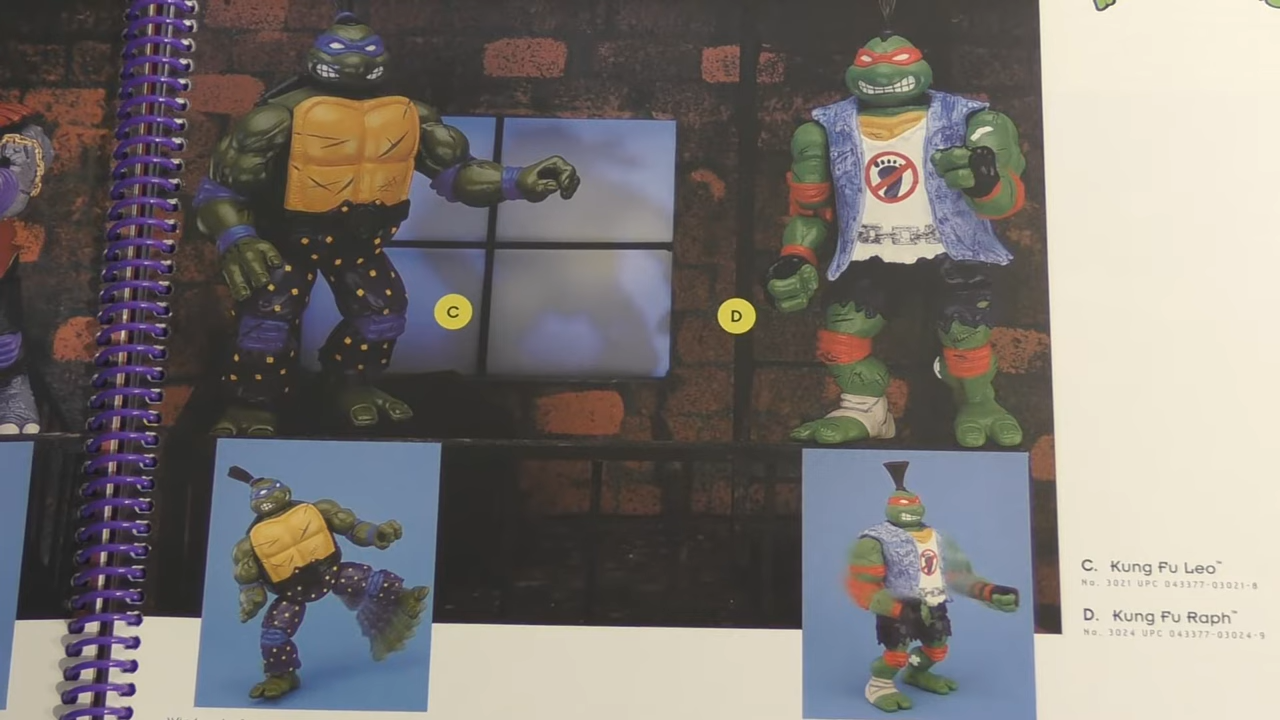 C
D
C. Kung Fu Leo™
No. 3021 UPC 043377-03021-8
D. Kung Fu Raph™
No. 3024 UPC 043377-03024-9